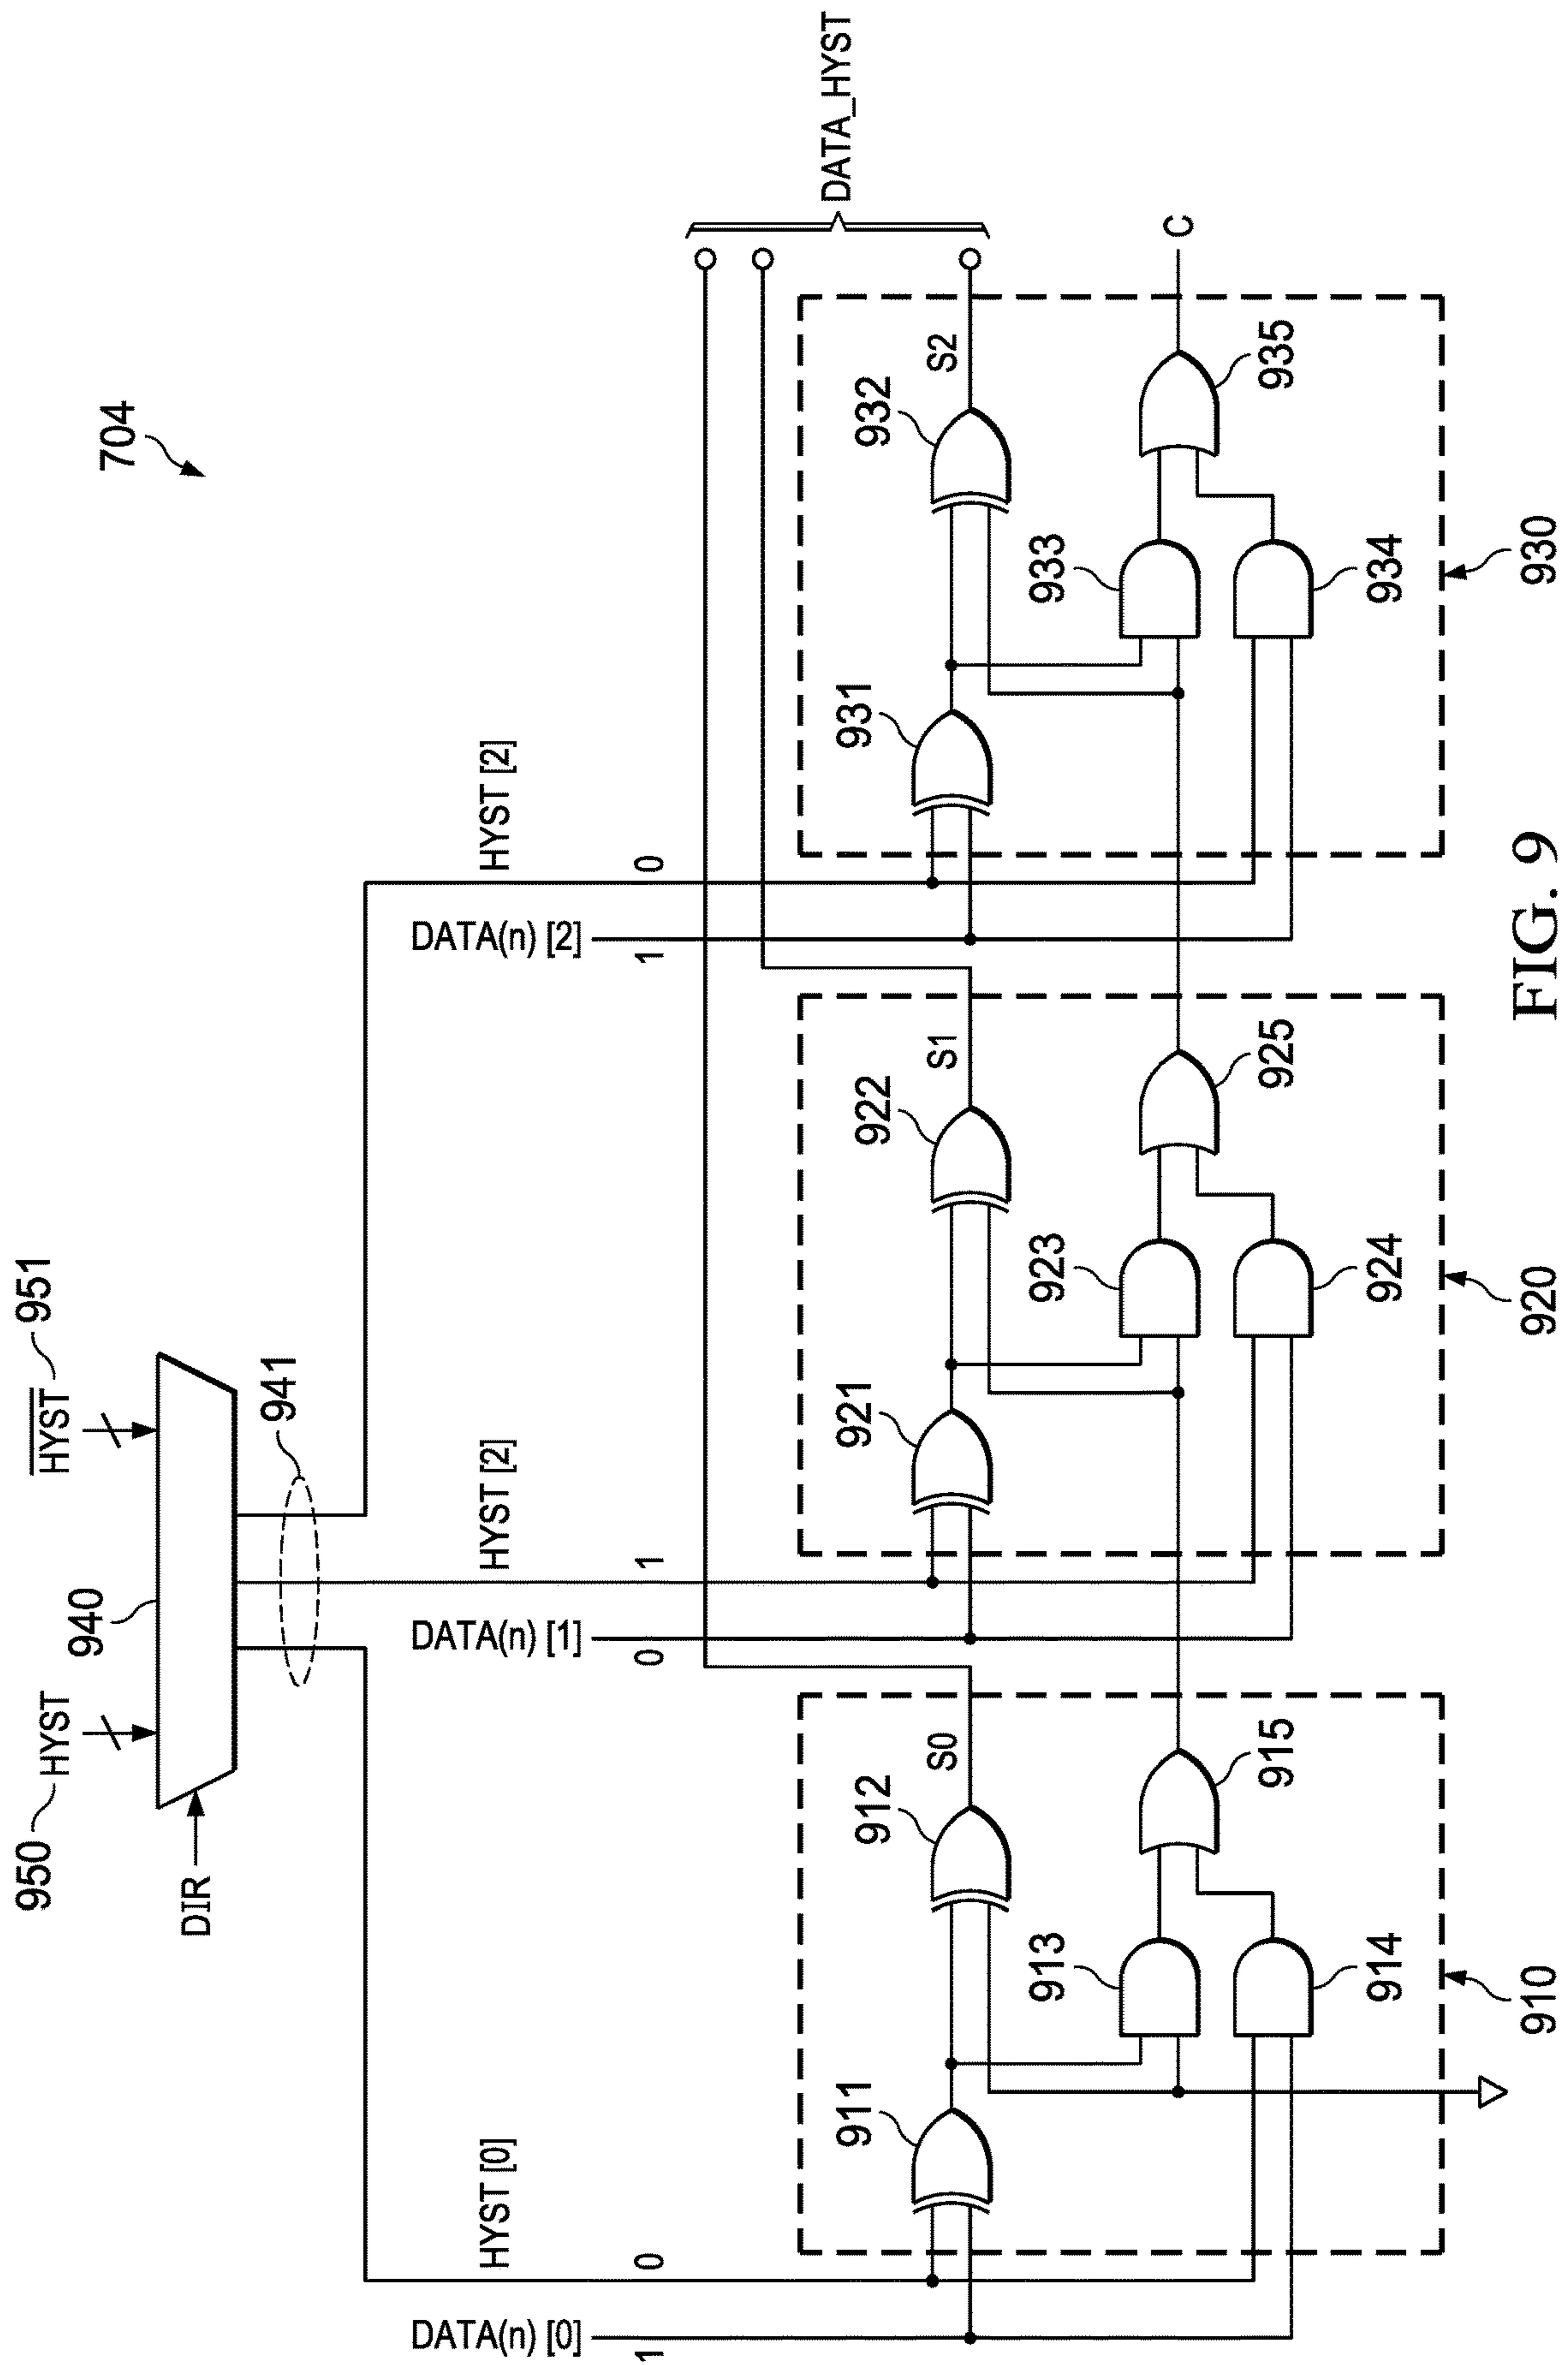 704
950
HYST
940
HYST
951
DIR
941
HYST [0]
HYST [2]
HYST [2]
DATA(n) [0]
DATA(n) [1]
DATA(n) [2]
0
1
1
0
0
1
DATA_HYST
911
912
S0
913
914
915
921
922
S1
923
924
925
931
932
S2
933
934
935
C
910
920
930
FIG. 9